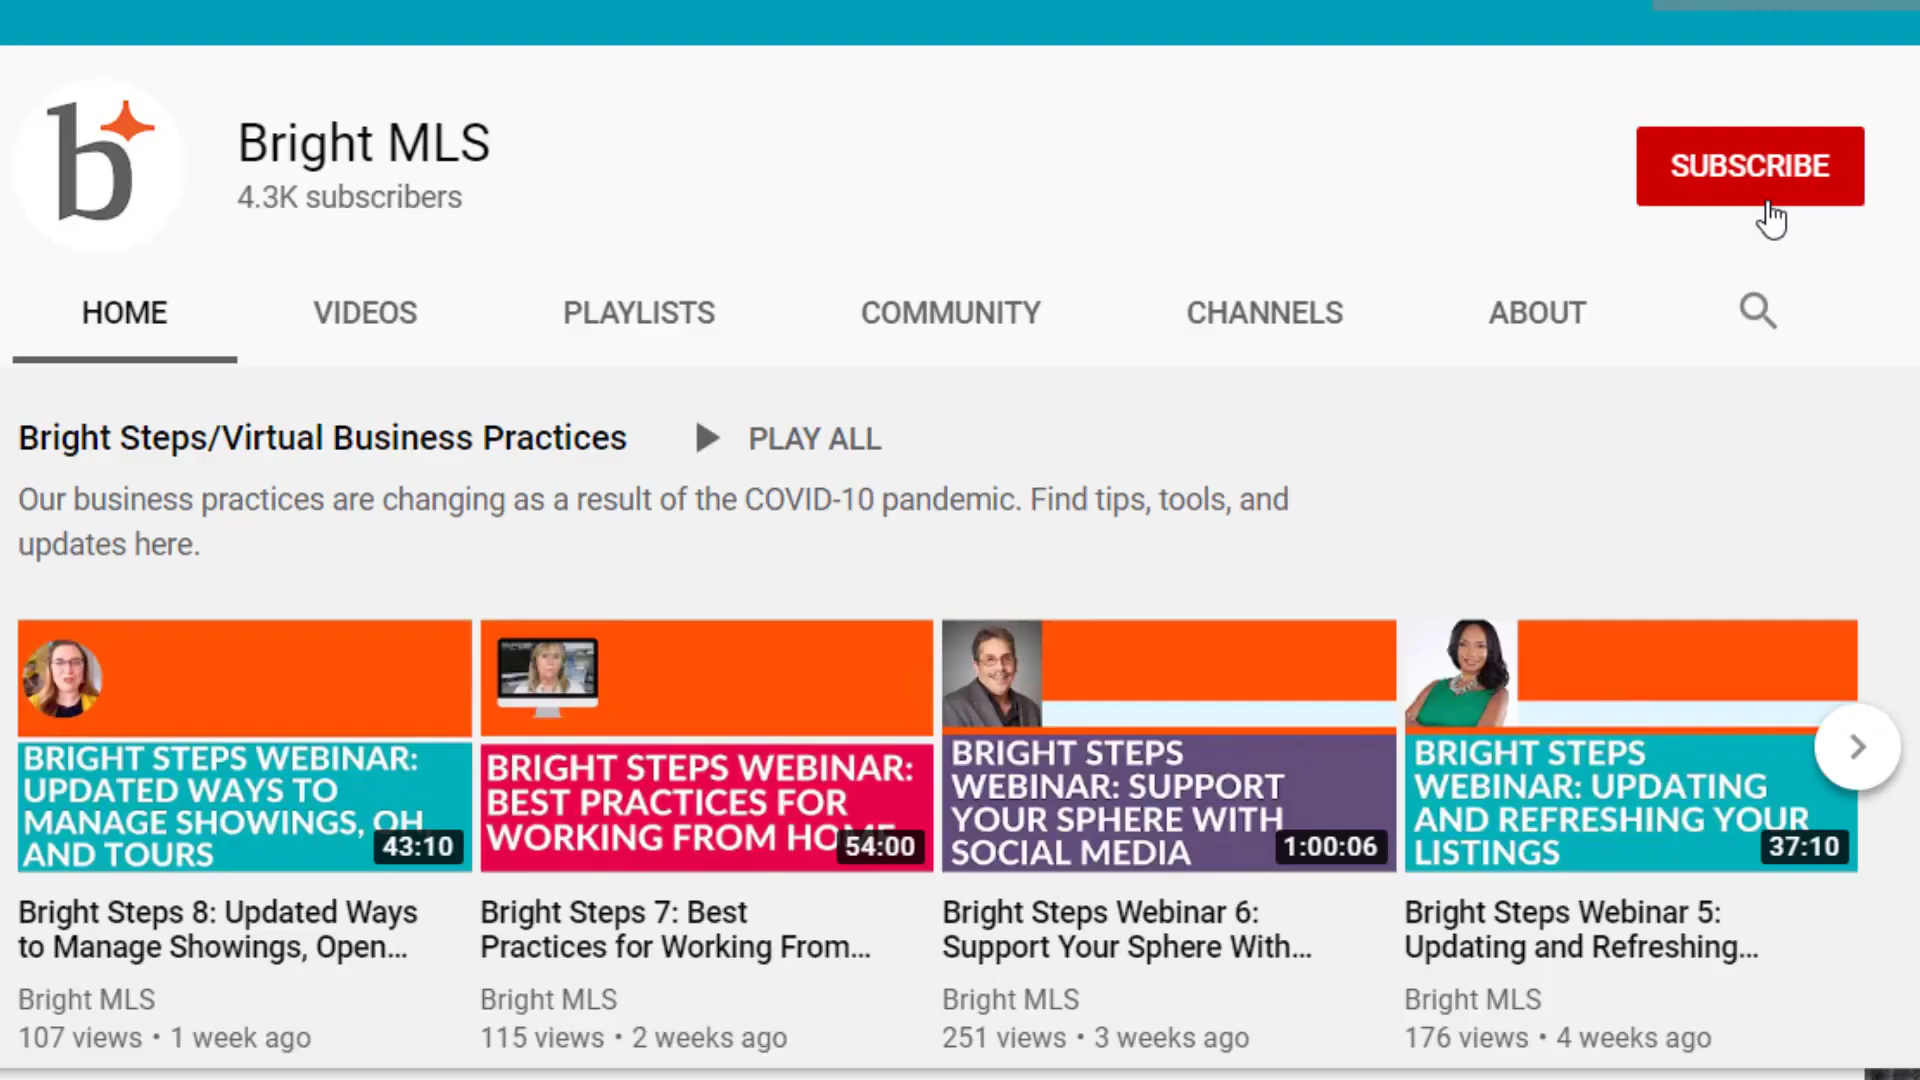 b
Bright MLS
4.3K subscribers
SUBSCRIBE
HOME VIDEOS PLAYLISTS COMMUNITY CHANNELS ABOUT
Bright Steps/Virtual Business Practices PLAY ALL
Our business practices are changing as a result of the COVID-10 pandemic. Find tips, tools, and
updates here.
BRIGHT STEPS WEBINAR:
UPDATED WAYS TO
MANAGE SHOWINGS, OH
AND TOURS
43:10
Bright Steps 8: Updated Ways
to Manage Showings, Open...
Bright MLS
107 views • 1 week ago
BRIGHT STEPS WEBINAR:
BEST PRACTICES FOR
WORKING FROM HOME
54:00
Bright Steps 7: Best
Practices for Working From...
Bright MLS
115 views • 2 weeks ago
BRIGHT STEPS
WEBINAR: SUPPORT
YOUR SPHERE WITH
SOCIAL MEDIA
1:00:06
Bright Steps Webinar 6:
Support Your Sphere With...
Bright MLS
251 views • 3 weeks ago
BRIGHT STEPS
WEBINAR: UPDATING
AND REFRESHING YOUR
LISTINGS
37:10
Bright Steps Webinar 5:
Updating and Refreshing...
Bright MLS
176 views • 4 weeks ago